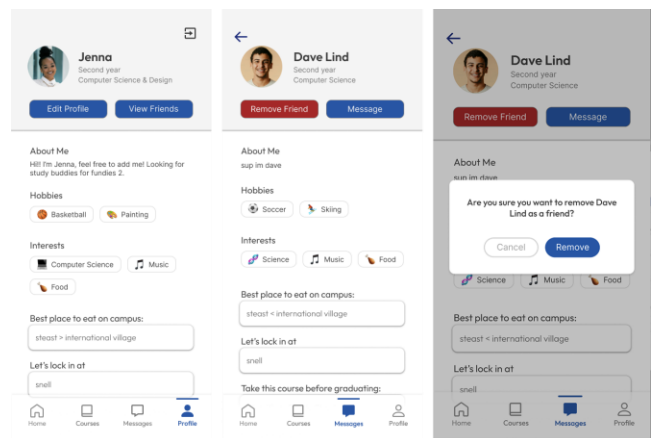 Jenna
Second year
Computer Science & Design
Edit Profile
View Friends
About Me
Hi!! I'm Jenna, feel free to add me! Looking for
study buddies for fundies 2.
Hobbies
Basketball
Painting
Interests
Computer Science
Music
Food
Best place to eat on campus:
steast > international village
Let's lock in at
snell
Home
Courses
Messages
Profile
Dave Lind
Second year
Computer Science
Remove Friend
Message
About Me
sup im dave
Hobbies
Soccer
Skiing
Interests
Science
Music
Food
Best place to eat on campus:
steast < international village
Let's lock in at
snell
Take this course before graduating:
Home
Courses
Messages
Profile
Dave Lind
Second year
Computer Science
Remove Friend
Message
About Me
sup im dave
Are you sure you want to remove Dave
Lind as a friend?
Cancel
Remove
Science
Music
Food
Best place to eat on campus:
steast < international village
Let's lock in at
snell
Home
Courses
Messages
Profile